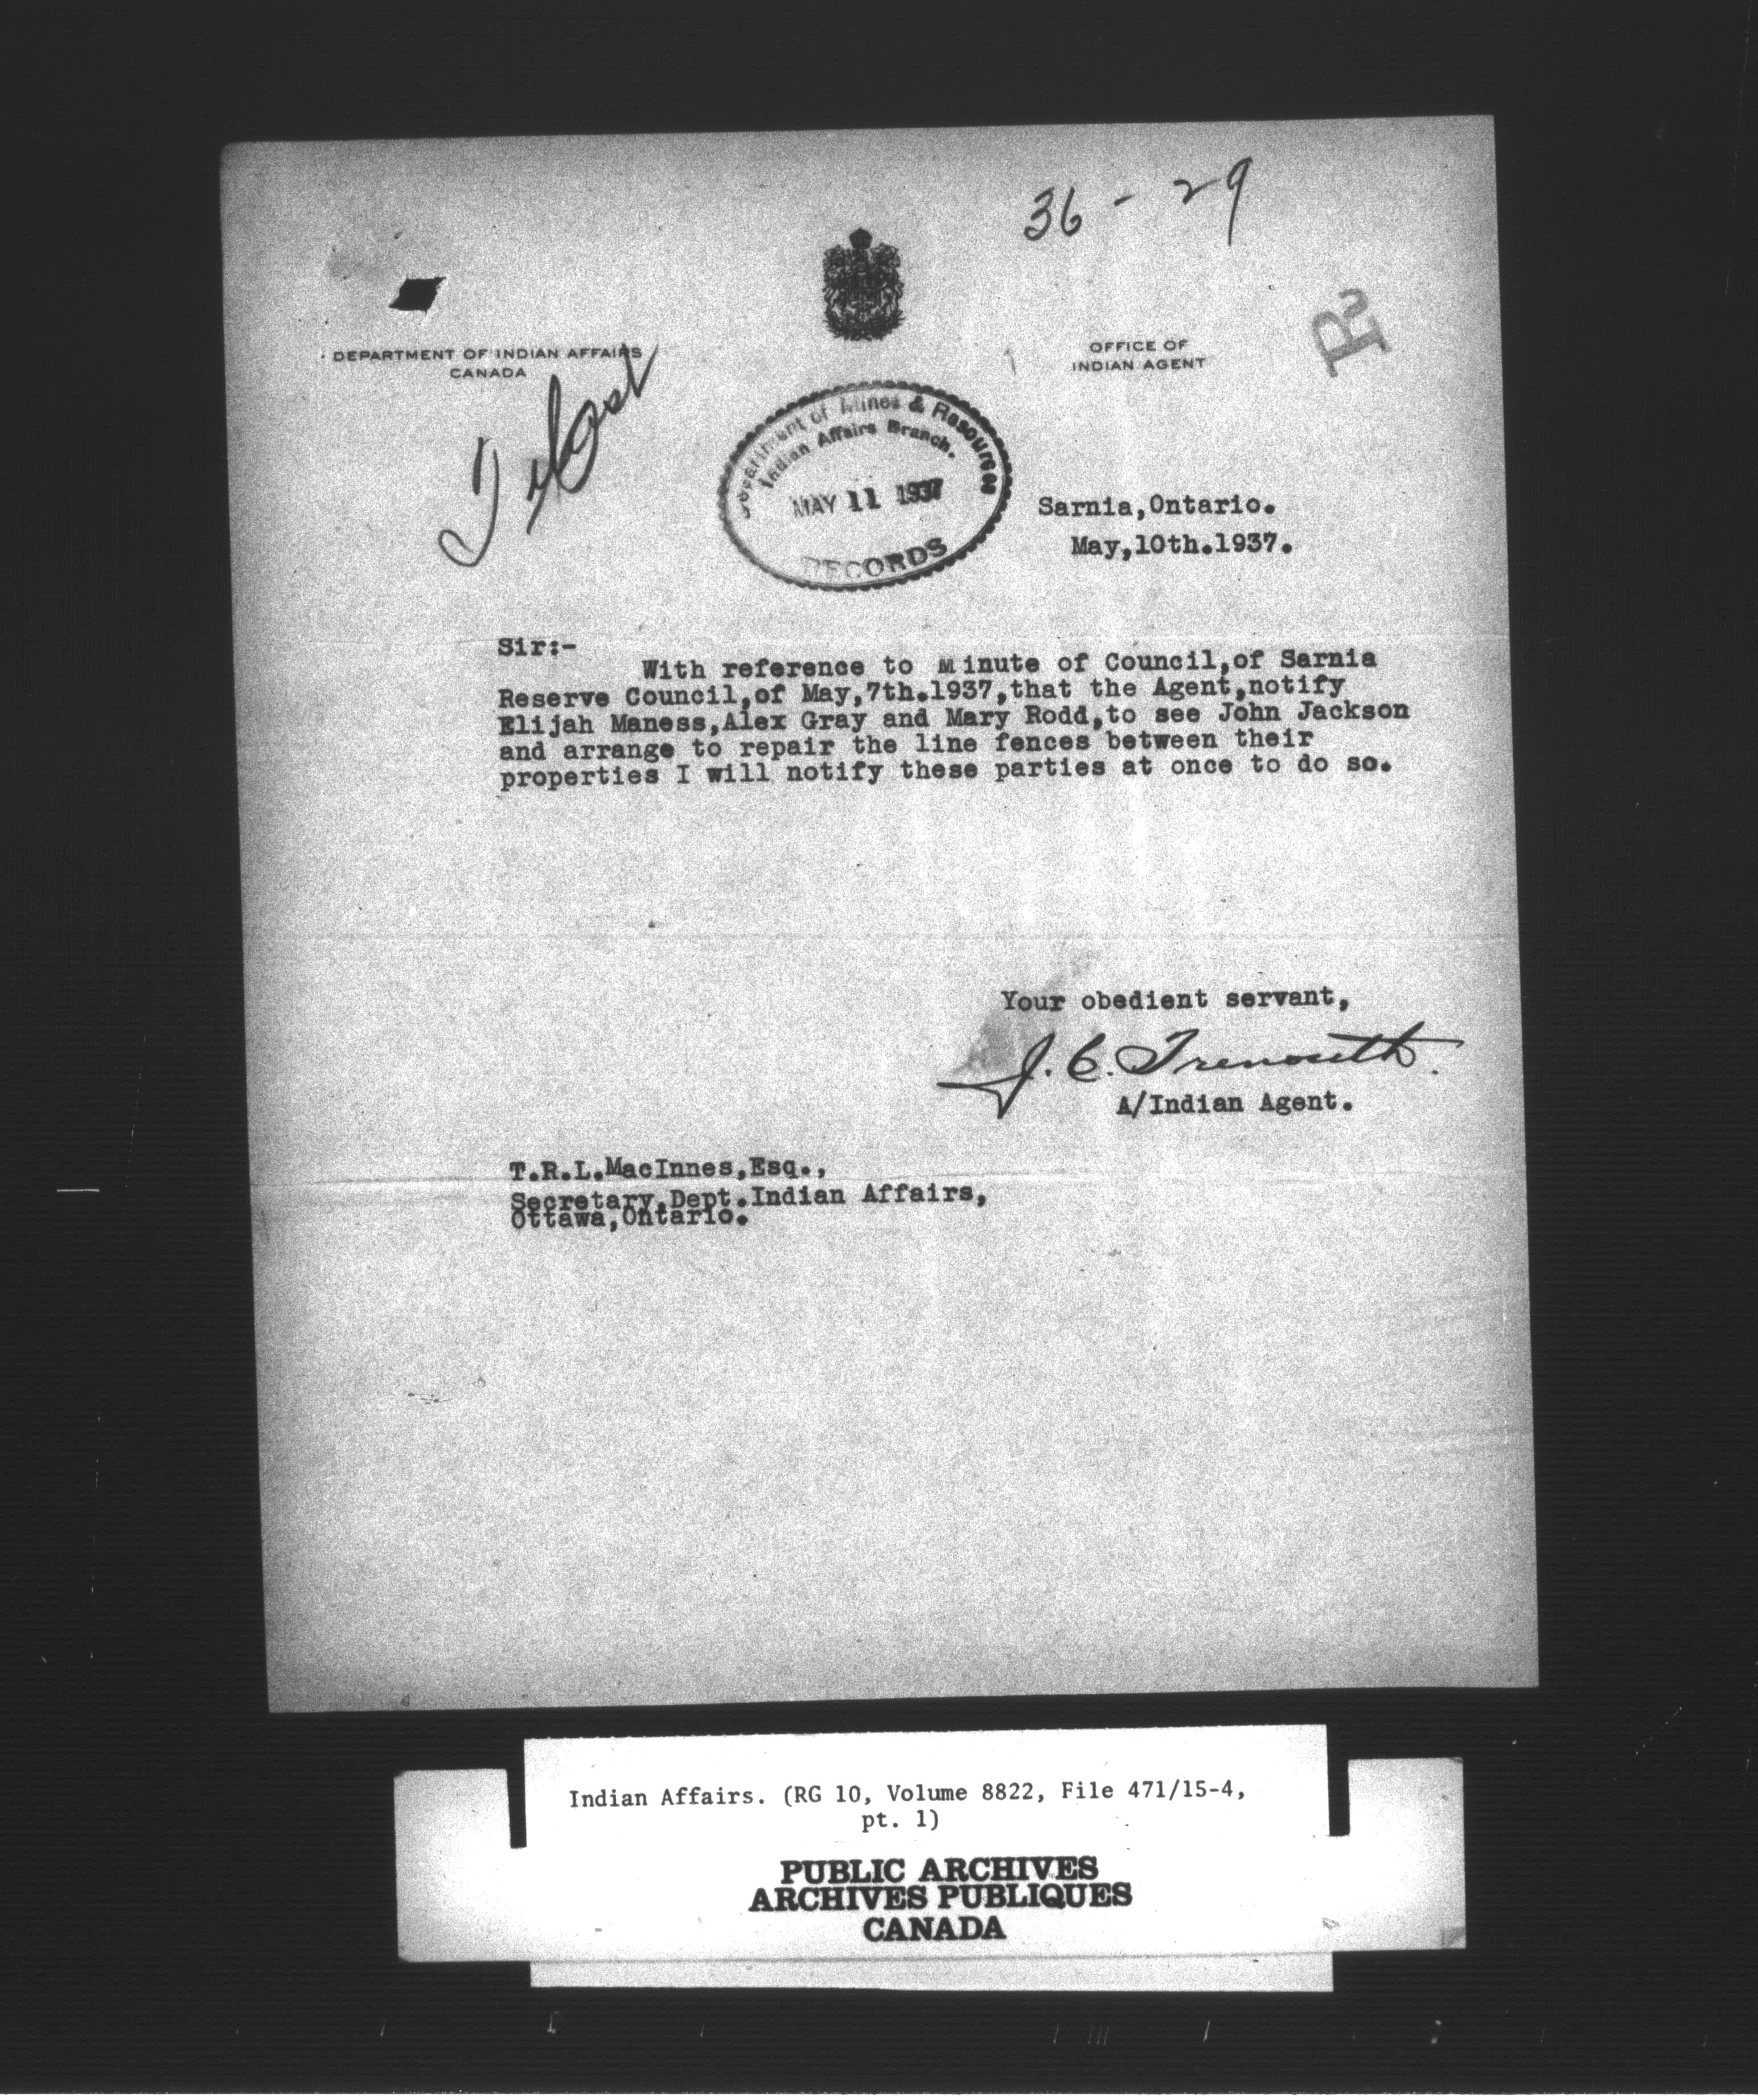 36-29
R
DEPARTMENT OF INDIAN AFFAIRS
CANADA
OFFICE OF
INDIAN AGENT
Department of Mines & Resources
Indian Affairs Branch.
MAY 11 1937
RECORDS
Sarnia,Ontario.
May,10th.1937.
Sir:-
With reference to Minute of Council,of Sarnia
Reserve Council,of May,7th.1937,that the Agent,notify
Elijah Maness,Alex Gray and Mary Rodd,to see John Jackson
and arrange to repair the line fences between their
properties I will notify these parties at once to do so.
Your obedient servant,
J. C. Trenouth.
A/Indian Agent.
T.R.L.MacInnes,Esq.,
Secretary,Dept.Indian Affairs,
Ottawa,Ontario.
Indian Affairs. (RG 10, Volume 8822, File 471/15-4,
pt. 1)
PUBLIC ARCHIVES
ARCHIVES PUBLIQUES
CANADA